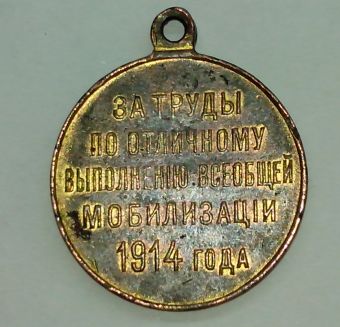 ЗА ТРУДЫ
ПО ОТЛИЧНОМУ
ВЫПОЛНЕНІЮ ВСЕОБЩЕЙ
МОБИЛИЗАЦІИ
1914 ГОДА